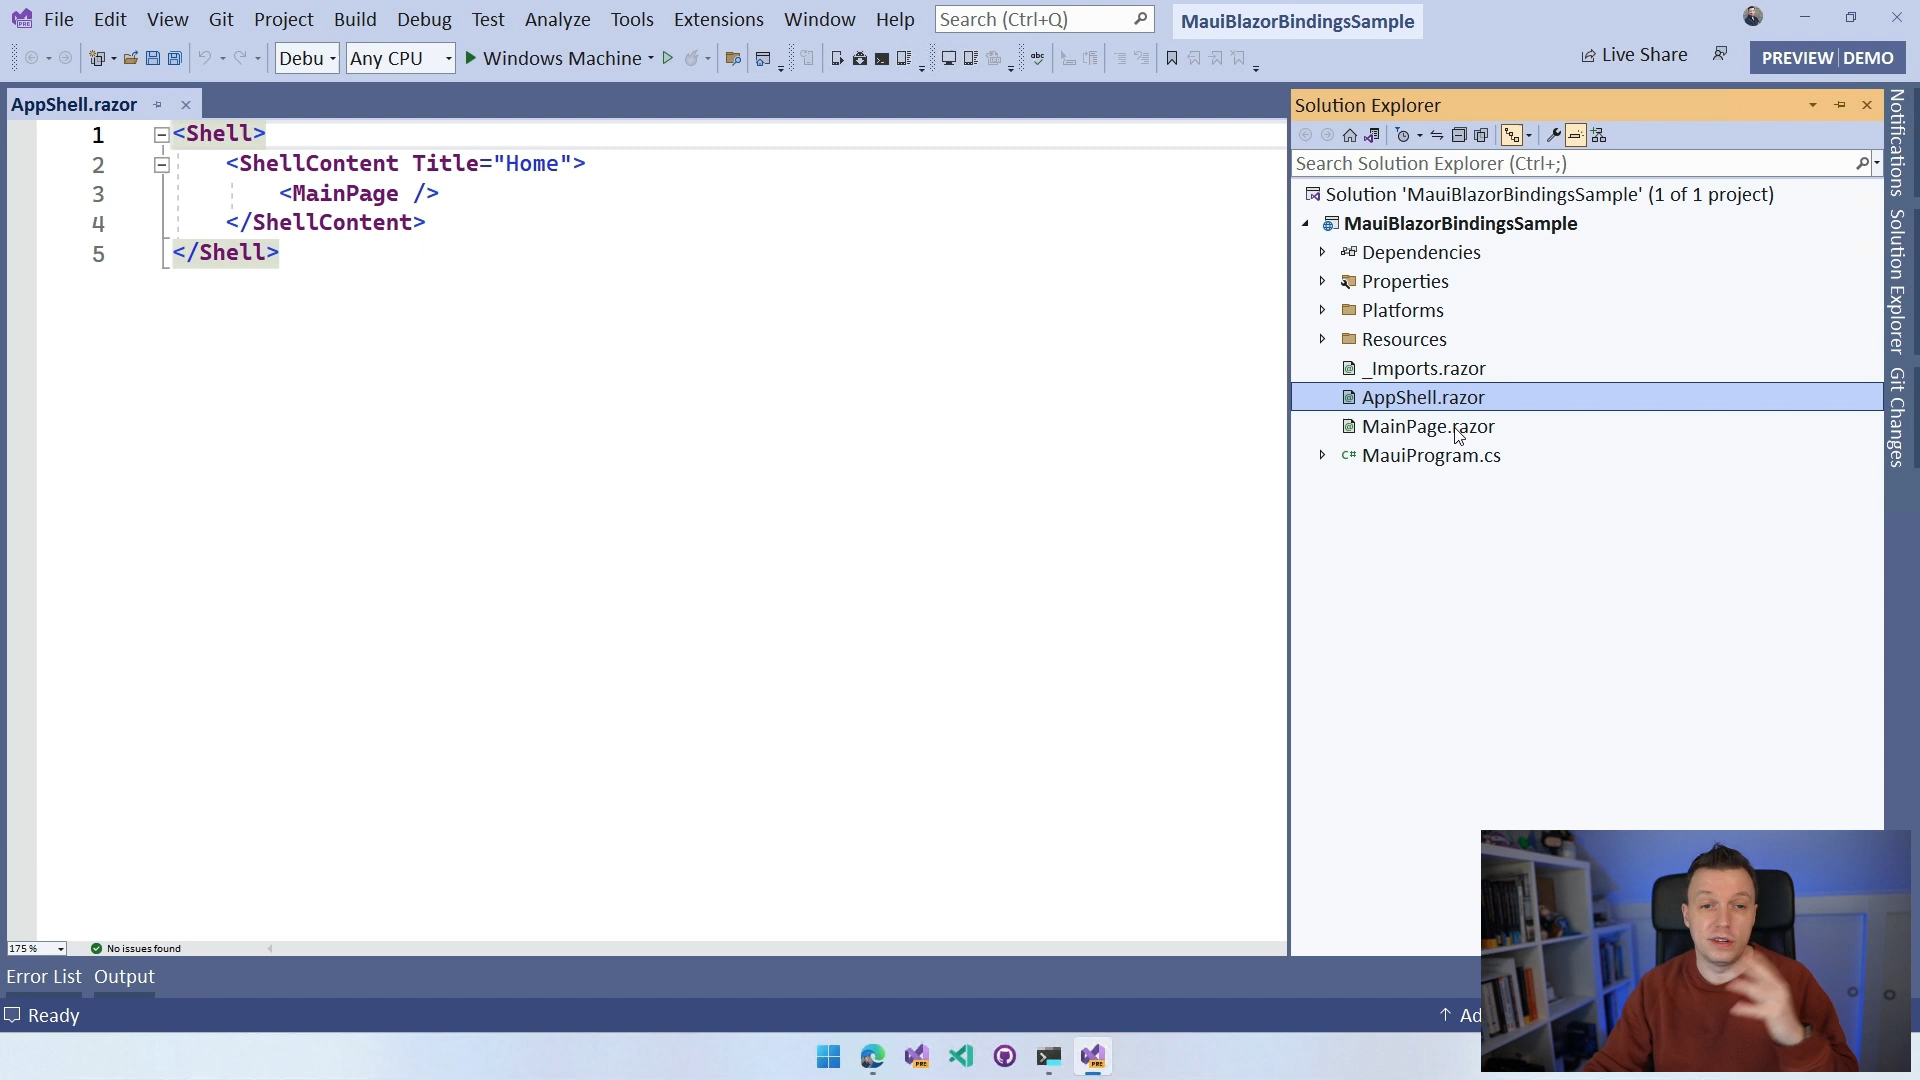 File Edit View Git Project Build Debug Test Analyze Tools Extensions Window Help Search (Ctrl+Q) MauiBlazorBindingsSample
Debu Any CPU Windows Machine Live Share PREVIEW DEMO
AppShell.razor
1 <Shell>
2 <ShellContent Title="Home">
3 <MainPage />
4 </ShellContent>
5 </Shell>
175 % No issues found
Solution Explorer
Search Solution Explorer (Ctrl+;)
Solution 'MauiBlazorBindingsSample' (1 of 1 project)
MauiBlazorBindingsSample
Dependencies
Properties
Platforms
Resources
_Imports.razor
AppShell.razor
MainPage.razor
C# MauiProgram.cs
Notifications
Solution Explorer
Git Changes
Error List Output
Ready Ad